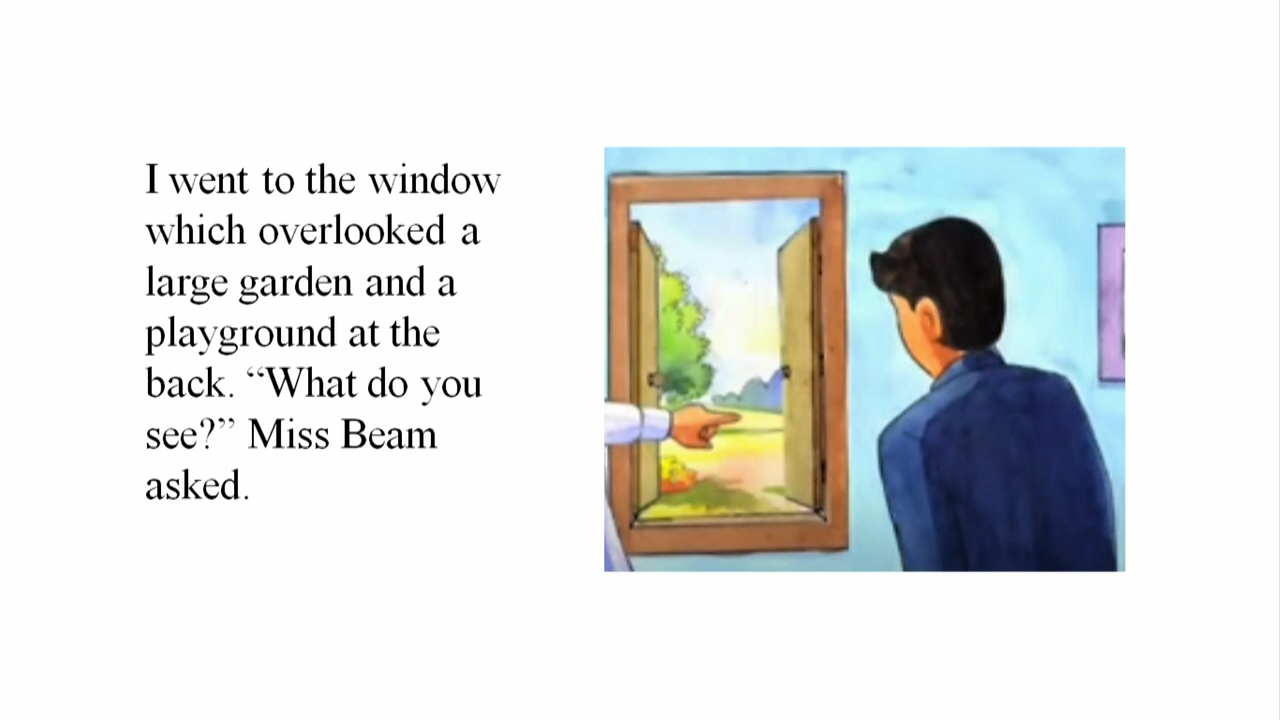 I went to the window
which overlooked a
large garden and a
playground at the
back. “What do you
see?” Miss Beam
asked.